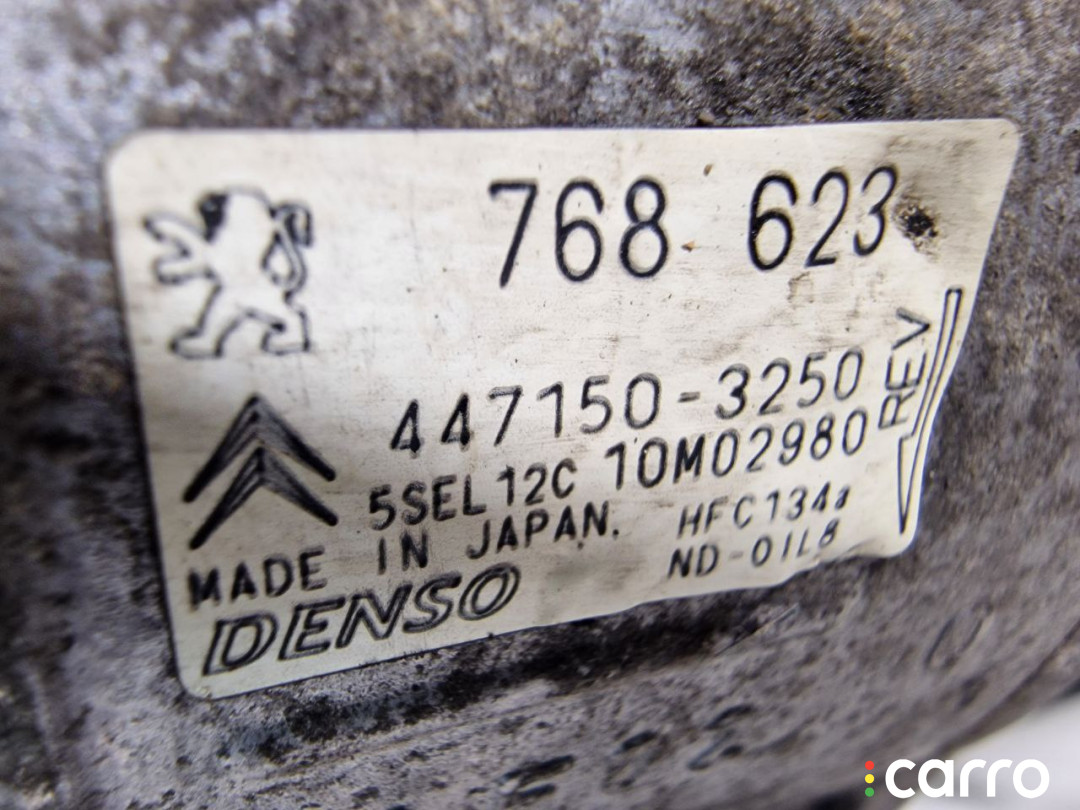 768 623
447150-3250
REV
5SEL12C 10M02980
MADE IN JAPAN. HFC134a
DENSO ND-OIL8
carro